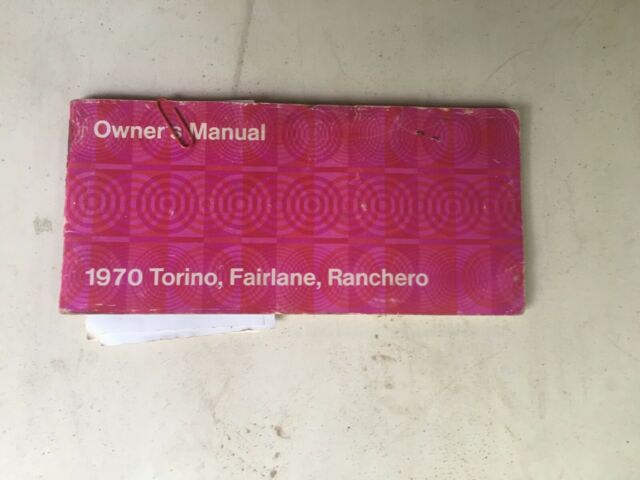 Owner's Manual
1970 Torino, Fairlane, Ranchero